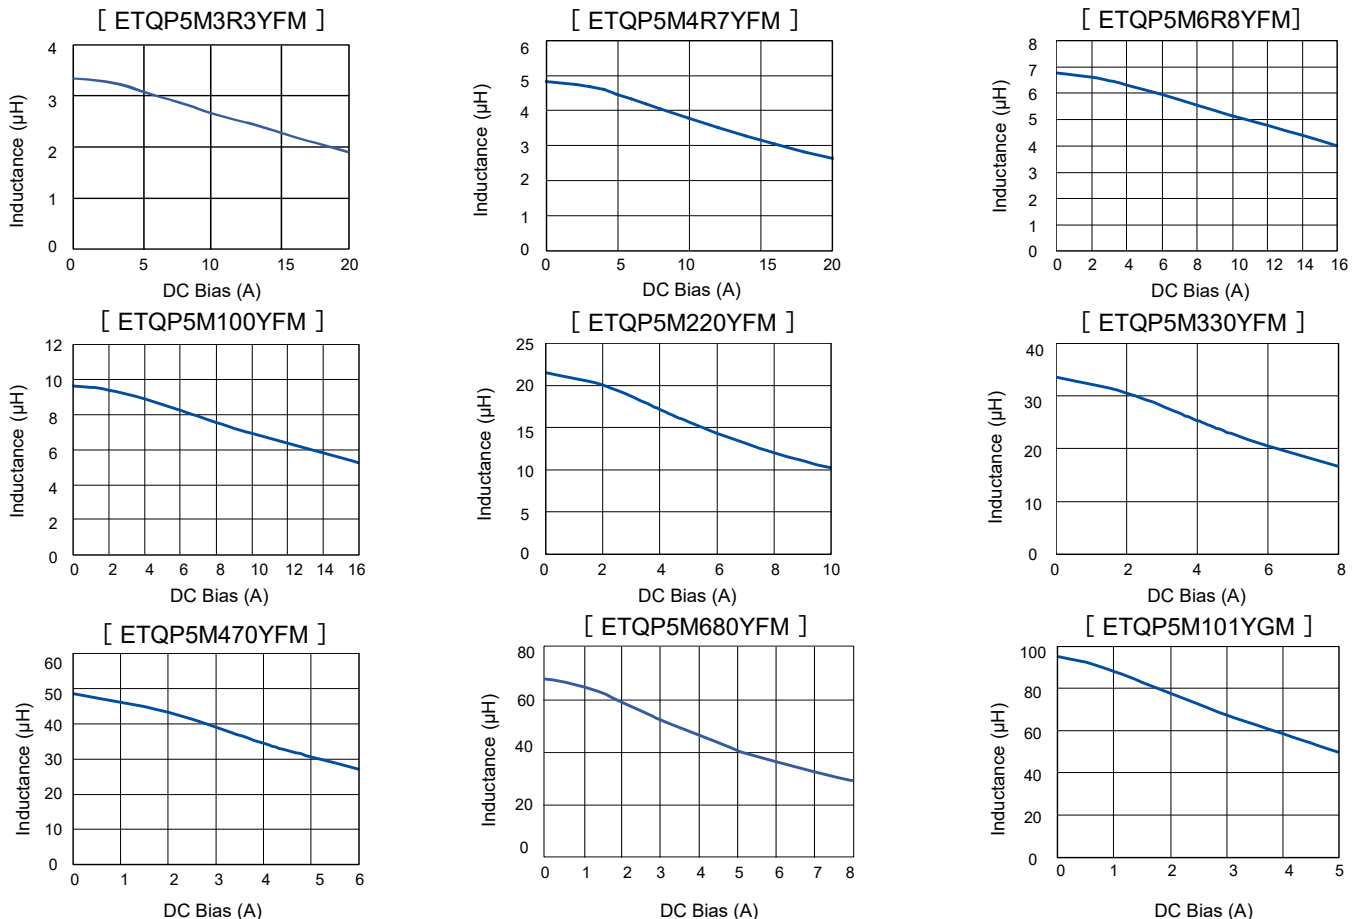 [ ETQP5M3R3YFM ]
4
3
2
1
0
0 5 10 15 20
Inductance (μH)
DC Bias (A)
[ ETQP5M4R7YFM ]
6
5
4
3
2
1
0
0 5 10 15 20
Inductance (μH)
DC Bias (A)
[ ETQP5M6R8YFM]
8
7
6
5
4
3
2
1
0
0 2 4 6 8 10 12 14 16
Inductance (μH)
DC Bias (A)
[ ETQP5M100YFM ]
12
10
8
6
4
2
0
0 2 4 6 8 10 12 14 16
Inductance (μH)
DC Bias (A)
[ ETQP5M220YFM ]
25
20
15
10
5
0
0 2 4 6 8 10
Inductance (μH)
DC Bias (A)
[ ETQP5M330YFM ]
40
30
20
10
0
0 2 4 6 8
Inductance (μH)
DC Bias (A)
[ ETQP5M470YFM ]
60
50
40
30
20
10
0
0 1 2 3 4 5 6
Inductance (μH)
DC Bias (A)
[ ETQP5M680YFM ]
80
60
40
20
0
0 1 2 3 4 5 6 7 8
Inductance (μH)
DC Bias (A)
[ ETQP5M101YGM ]
100
80
60
40
20
0
0 1 2 3 4 5
Inductance (μH)
DC Bias (A)